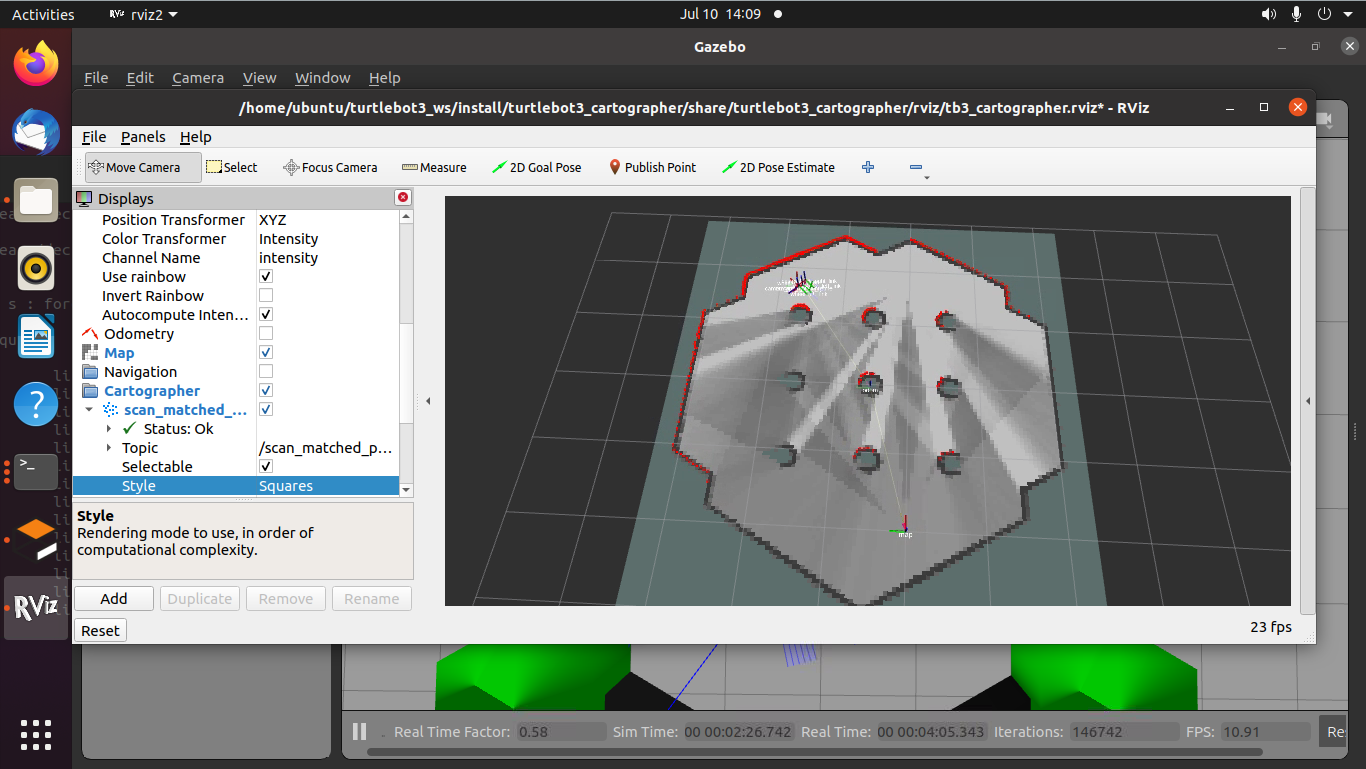 Activities
RViz rviz2
Jul 10 14:09
Gazebo
File Edit Camera View Window Help
/home/ubuntu/turtlebot3_ws/install/turtlebot3_cartographer/share/turtlebot3_cartographer/rviz/tb3_cartographer.rviz* - RViz
File Panels Help
Move Camera Select Focus Camera Measure 2D Goal Pose Publish Point 2D Pose Estimate
Displays
Position Transformer XYZ
Color Transformer Intensity
Channel Name intensity
Use rainbow
Invert Rainbow
Autocompute Inten...
Odometry
Map
Navigation
Cartographer
scan_matched_...
Status: Ok
Topic /scan_matched_p...
Selectable
Style Squares
Style
Rendering mode to use, in order of
computational complexity.
Add Duplicate Remove Rename
Reset
map
23 fps
s : for
RViz
Real Time Factor: 0.58 Sim Time: 00 00:02:26.742 Real Time: 00 00:04:05.343 Iterations: 146742 FPS: 10.91 Re